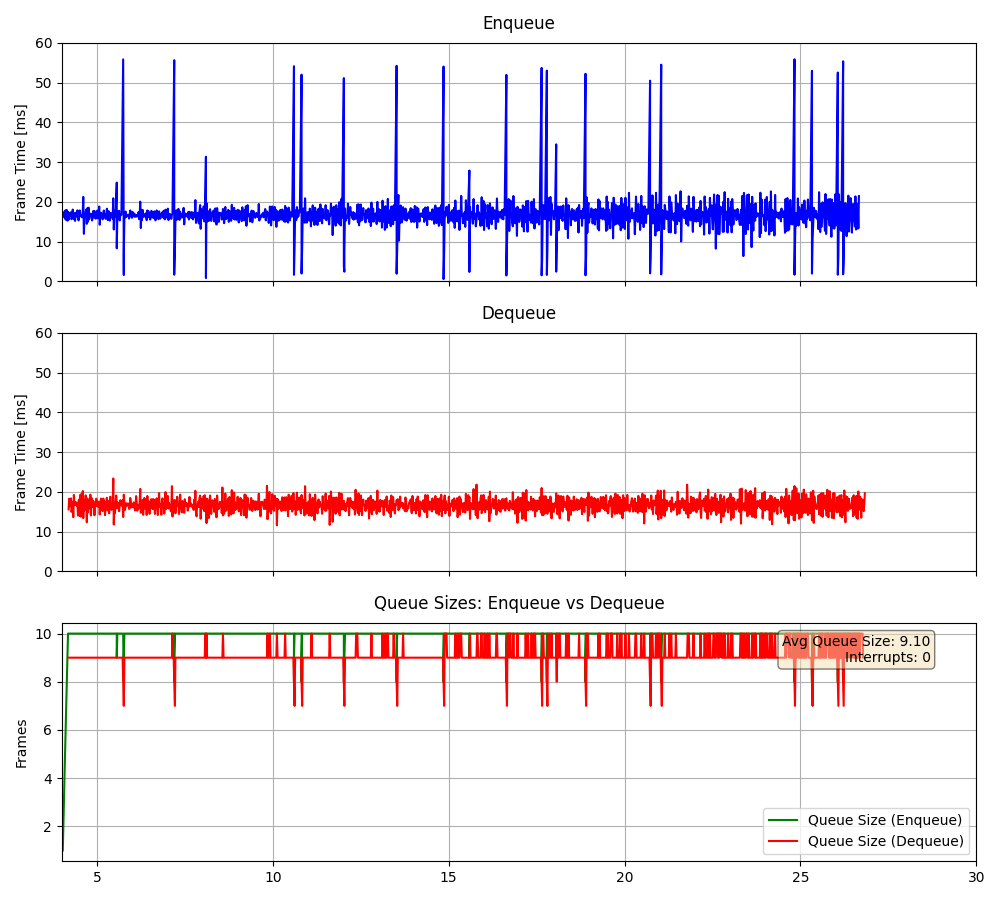 Enqueue
60
50
40
30
20
10
0
Frame Time [ms]
Dequeue
60
50
40
30
20
10
0
Frame Time [ms]
Queue Sizes: Enqueue vs Dequeue
10
8
6
4
2
Frames
Avg Queue Size: 9.10
Interrupts: 0
Queue Size (Enqueue)
Queue Size (Dequeue)
5 10 15 20 25 30